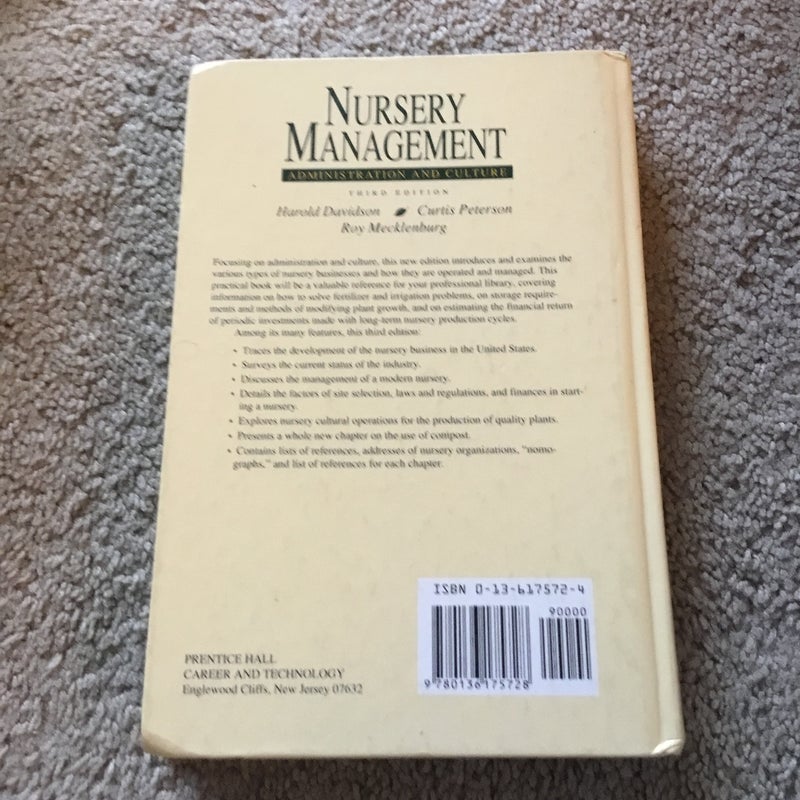 NURSERY
MANAGEMENT
ADMINISTRATION AND CULTURE
THIRD EDITION
Harold Davidson Curtis Peterson
Roy Mecklenburg
Focusing on administration and culture, this new edition introduces and examines the
various types of nursery businesses and how they are operated and managed. This
practical book will be a valuable reference for your professional library, covering
information on how to solve fertilizer and irrigation problems, on storage require-
ments and methods of modifying plant growth, and on estimating the financial return
of periodic investments made with long-term nursery production cycles.
Among its many features, this third edition:
• Traces the development of the nursery business in the United States.
• Surveys the current status of the industry.
• Discusses the management of a modern nursery.
• Details the factors of site selection, laws and regulations, and finances in start-
ing a nursery.
• Explores nursery cultural operations for the production of quality plants.
• Presents a whole new chapter on the use of compost.
• Contains lists of references, addresses of nursery organizations, "nomo-
graphs," and list of references for each chapter.
ISBN 0-13-617572-4
90000
9 780136 175728
PRENTICE HALL
CAREER AND TECHNOLOGY
Englewood Cliffs, New Jersey 07632